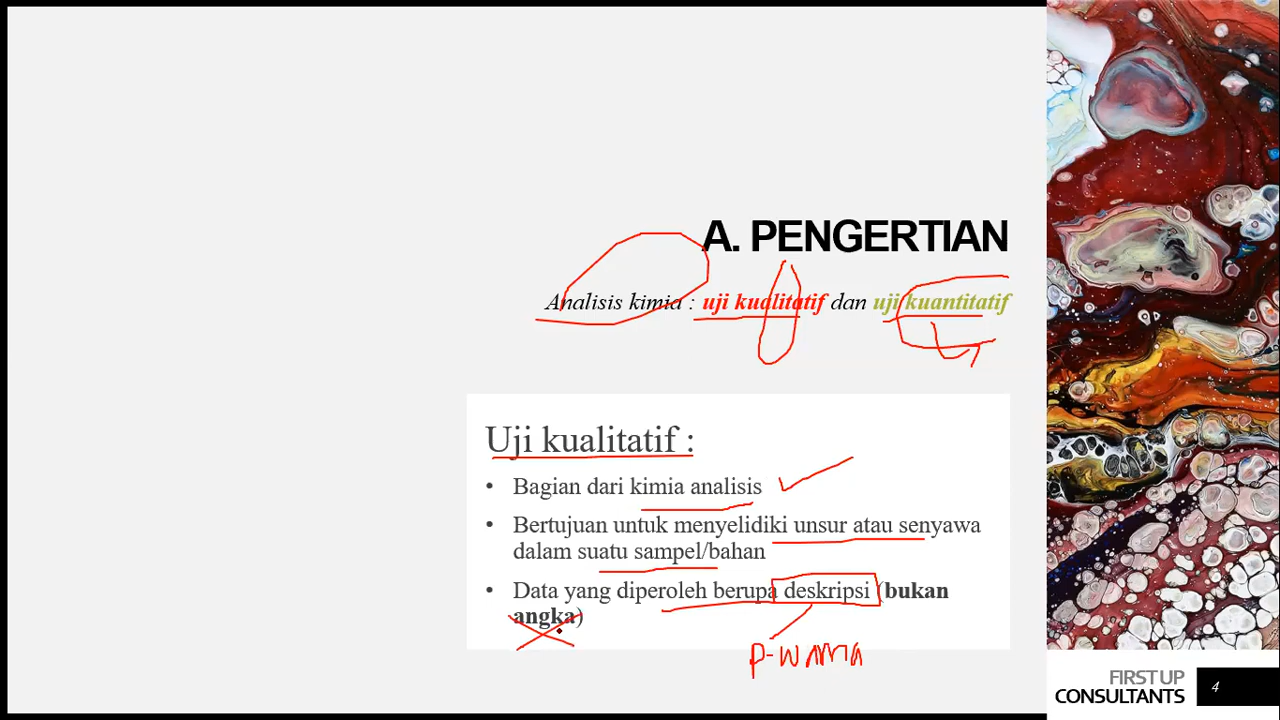 A. PENGERTIAN
Analisis kimia : uji kualitatif dan uji kuantitatif
Uji kualitatif :
• Bagian dari kimia analisis
• Bertujuan untuk menyelidiki unsur atau senyawa
dalam suatu sampel/bahan
• Data yang diperoleh berupa deskripsi (bukan
angka)
p-warna
FIRST UP
CONSULTANTS
4